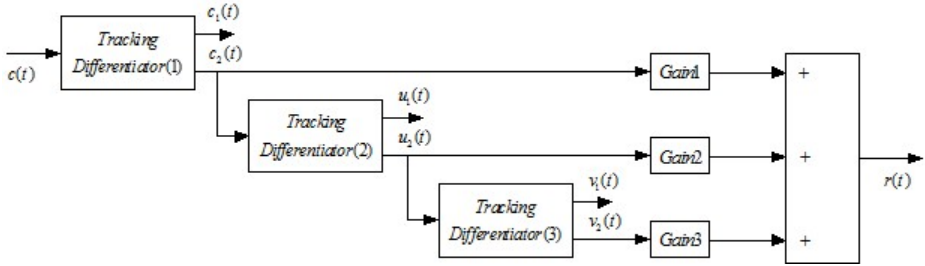 c₁(t)
Tracking
Differentiator(1)
c₂(t)
c(t)
Gain1
+
u₁(t)
Tracking
Differentiator(2)
u₂(t)
Gain2
+
r(t)
v₁(t)
Tracking
Differentiator(3)
v₂(t)
Gain3
+